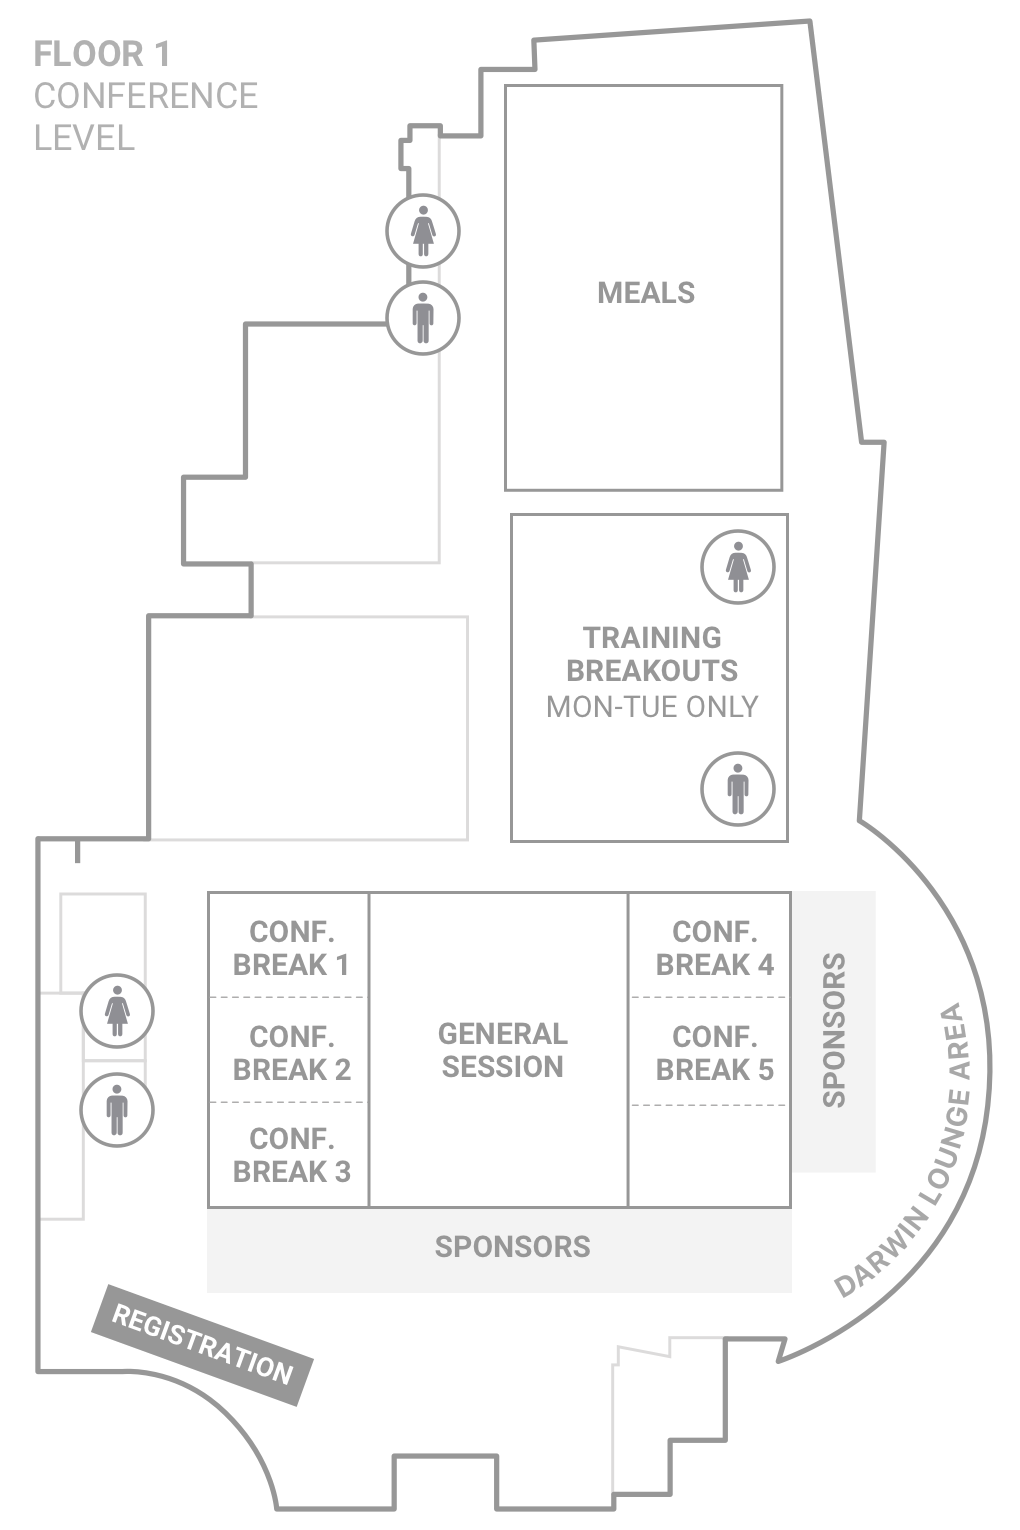 FLOOR 1
CONFERENCE
LEVEL
MEALS
TRAINING
BREAKOUTS
MON-TUE ONLY
CONF.
BREAK 1
CONF.
BREAK 2
CONF.
BREAK 3
GENERAL
SESSION
CONF.
BREAK 4
CONF.
BREAK 5
SPONSORS
DARWIN LOUNGE AREA
SPONSORS
REGISTRATION